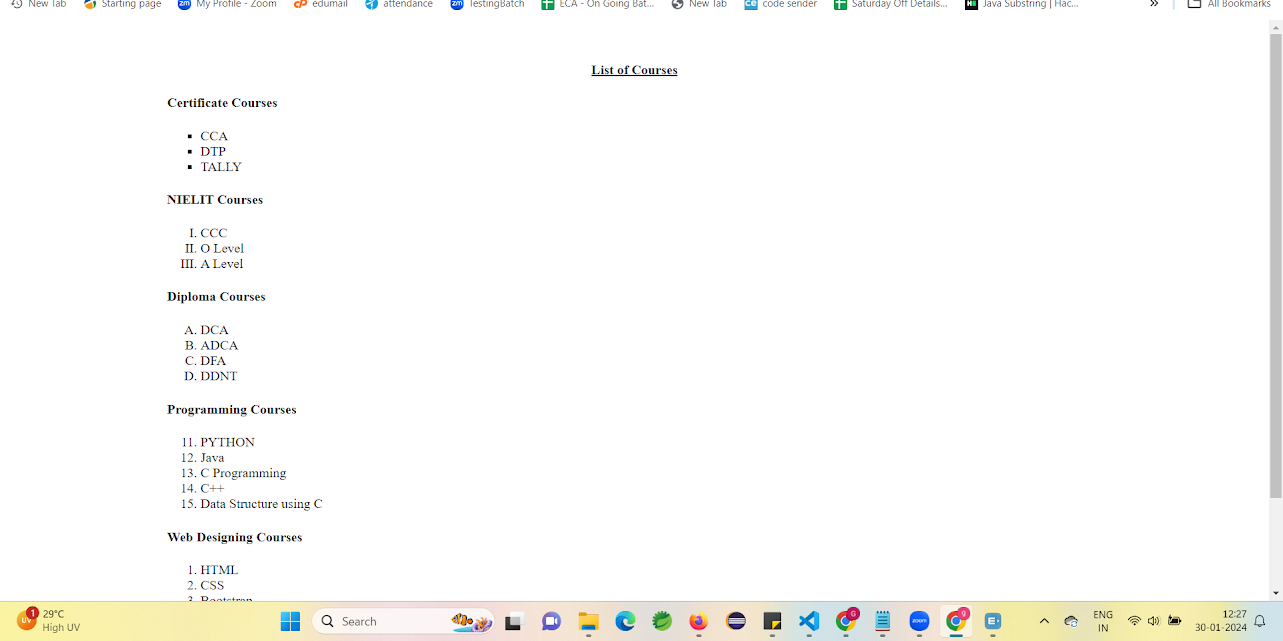 New Tab Starting page My Profile - Zoom edumail attendance TestingBatch ECA - On Going Bat... New Tab code sender Saturday Off Details... Java Substring | Hac... » All Bookmarks
List of Courses
Certificate Courses
▪ CCA
▪ DTP
▪ TALLY
NIELIT Courses
I. CCC
II. O Level
III. A Level
Diploma Courses
A. DCA
B. ADCA
C. DFA
D. DDNT
Programming Courses
11. PYTHON
12. Java
13. C Programming
14. C++
15. Data Structure using C
Web Designing Courses
1. HTML
2. CSS
3. Bootstrap
29°C
High UV
Search
ENG
IN
12:27
30-01-2024